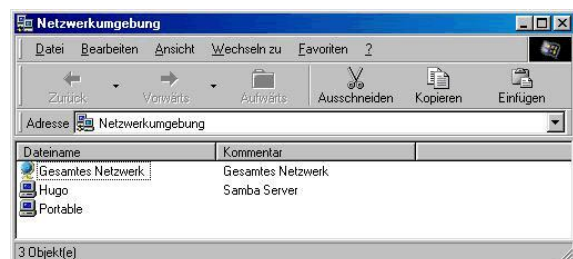 Netzwerkumgebung
Datei Bearbeiten Ansicht Wechseln zu Favoriten ?
Zurück Vorwärts Aufwärts Ausschneiden Kopieren Einfügen
Adresse Netzwerkumgebung
Dateiname Kommentar
Gesamtes Netzwerk Gesamtes Netzwerk
Hugo Samba Server
Portable
3 Objekt(e)